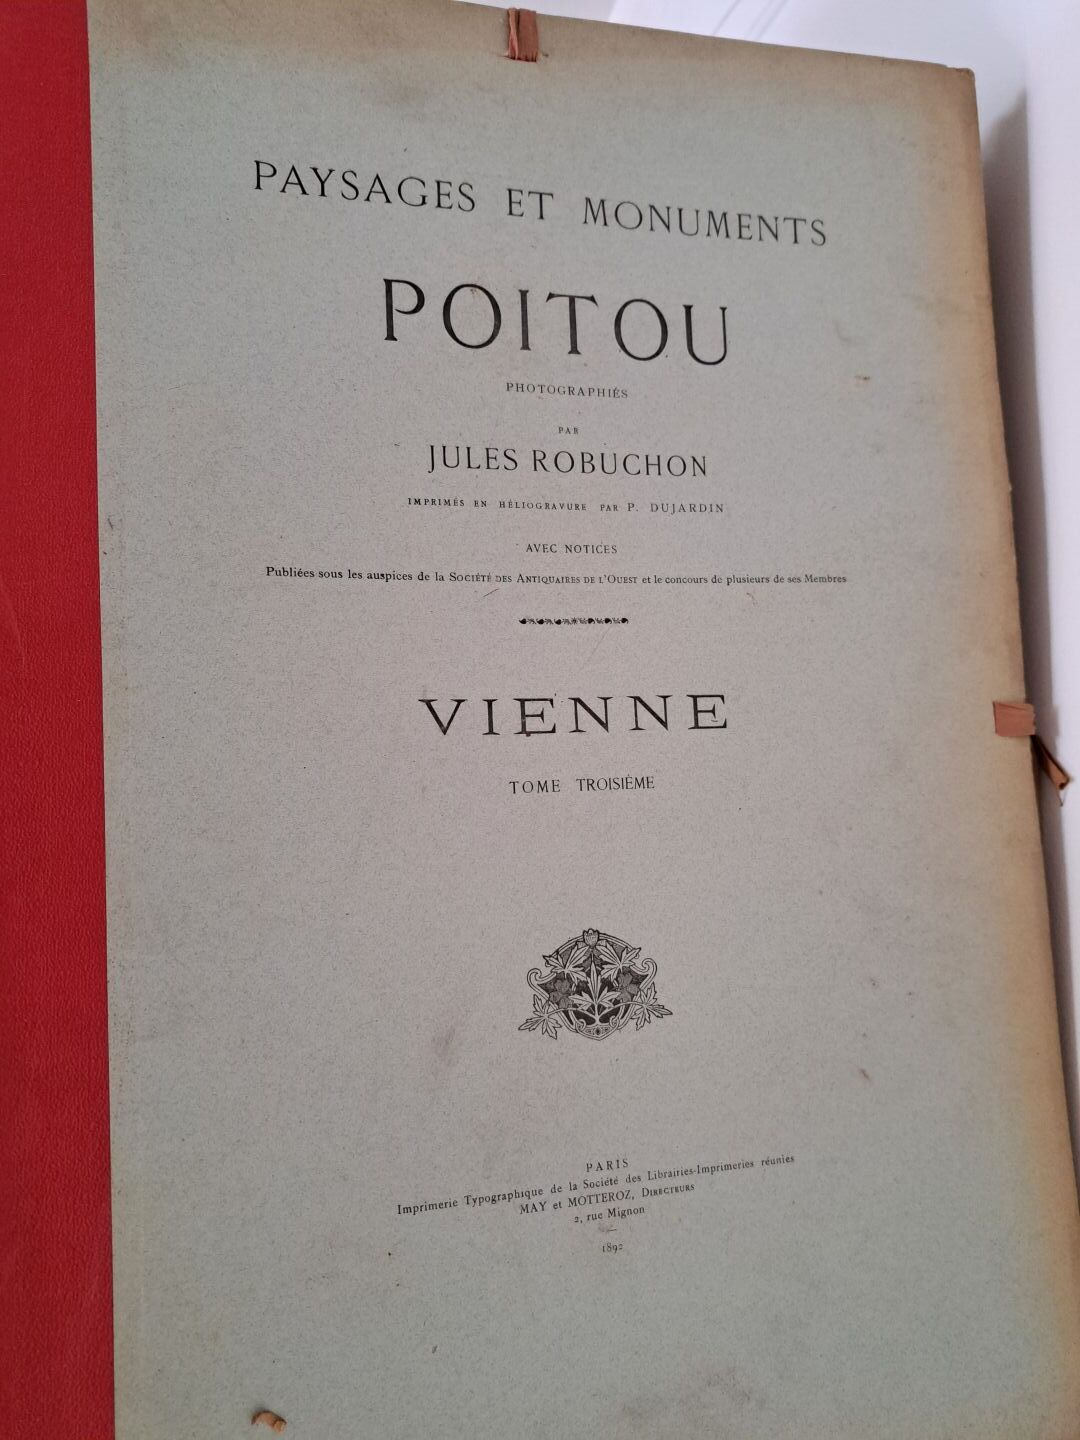 PAYSAGES ET MONUMENTS
POITOU
PHOTOGRAPHIÉS
PAR
JULES ROBUCHON
IMPRIMÉS EN HÉLIOGRAVURE PAR P. DUJARDIN
AVEC NOTICES
Publiées sous les auspices de la SOCIÉTÉ DES ANTIQUAIRES DE L'OUEST et le concours de plusieurs de ses Membres
VIENNE
TOME TROISIÈME
PARIS
Imprimerie Typographique de la Société des Librairies-Imprimeries réunies
MAY et MOTTEROZ, DIRECTEURS
2, rue Mignon
1892